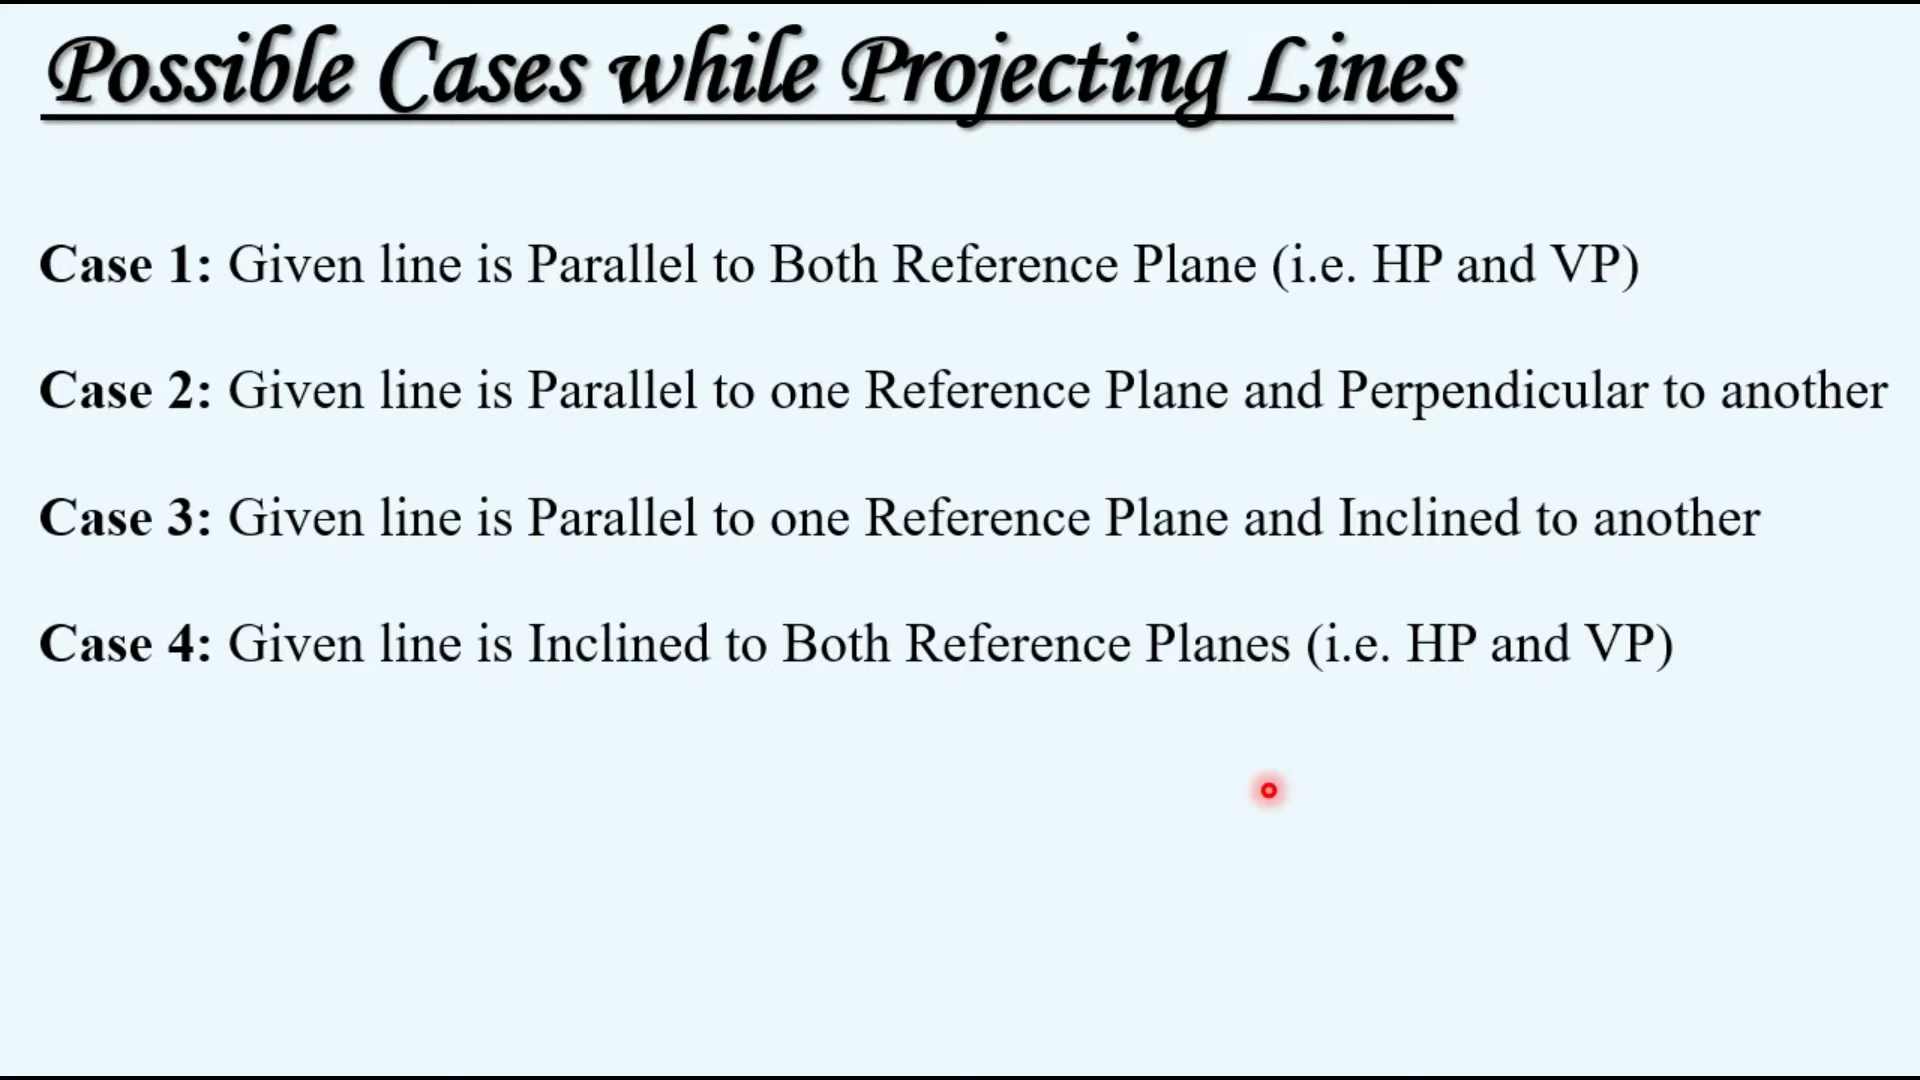 Possible Cases while Projecting Lines
Case 1: Given line is Parallel to Both Reference Plane (i.e. HP and VP)
Case 2: Given line is Parallel to one Reference Plane and Perpendicular to another
Case 3: Given line is Parallel to one Reference Plane and Inclined to another
Case 4: Given line is Inclined to Both Reference Planes (i.e. HP and VP)